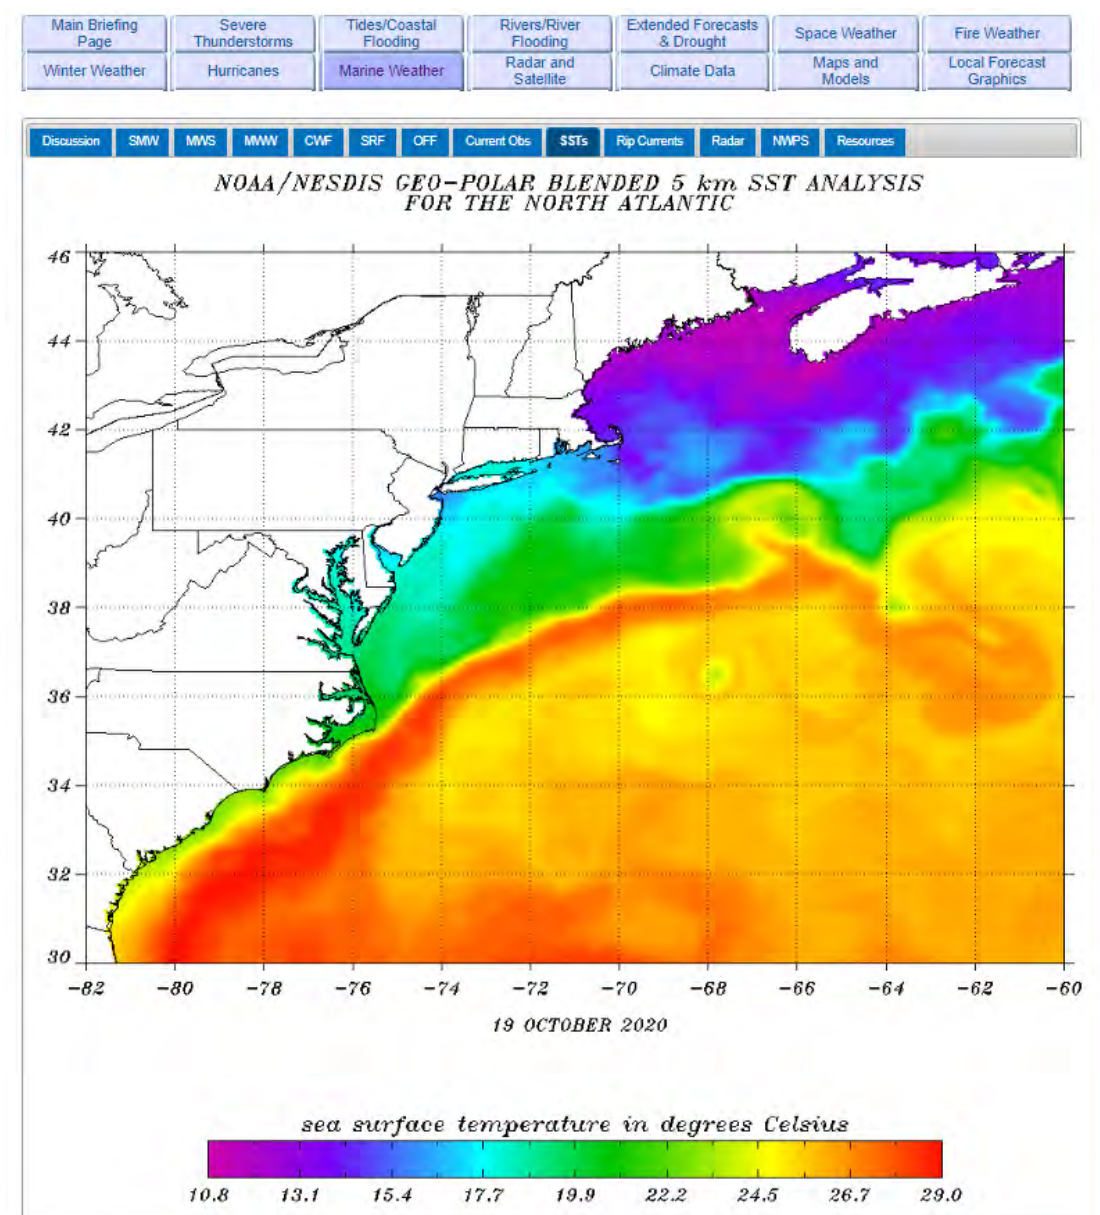 Main Briefing
Page
Severe
Thunderstorms
Tides/Coastal
Flooding
Rivers/River
Flooding
Extended Forecasts
& Drought
Space Weather
Fire Weather
Winter Weather
Hurricanes
Marine Weather
Radar and
Satellite
Climate Data
Maps and
Models
Local Forecast
Graphics
Discussion SMW MWS MWW CWF SRF OFF Current Obs SSTs Rip Currents Radar NWPS Resources
NOAA/NESDIS GEO-POLAR BLENDED 5 km SST ANALYSIS
FOR THE NORTH ATLANTIC
46
44
42
40
38
36
34
32
30
-82 -80 -78 -76 -74 -72 -70 -68 -66 -64 -62 -60
19 OCTOBER 2020
sea surface temperature in degrees Celsius
10.8 13.1 15.4 17.7 19.9 22.2 24.5 26.7 29.0